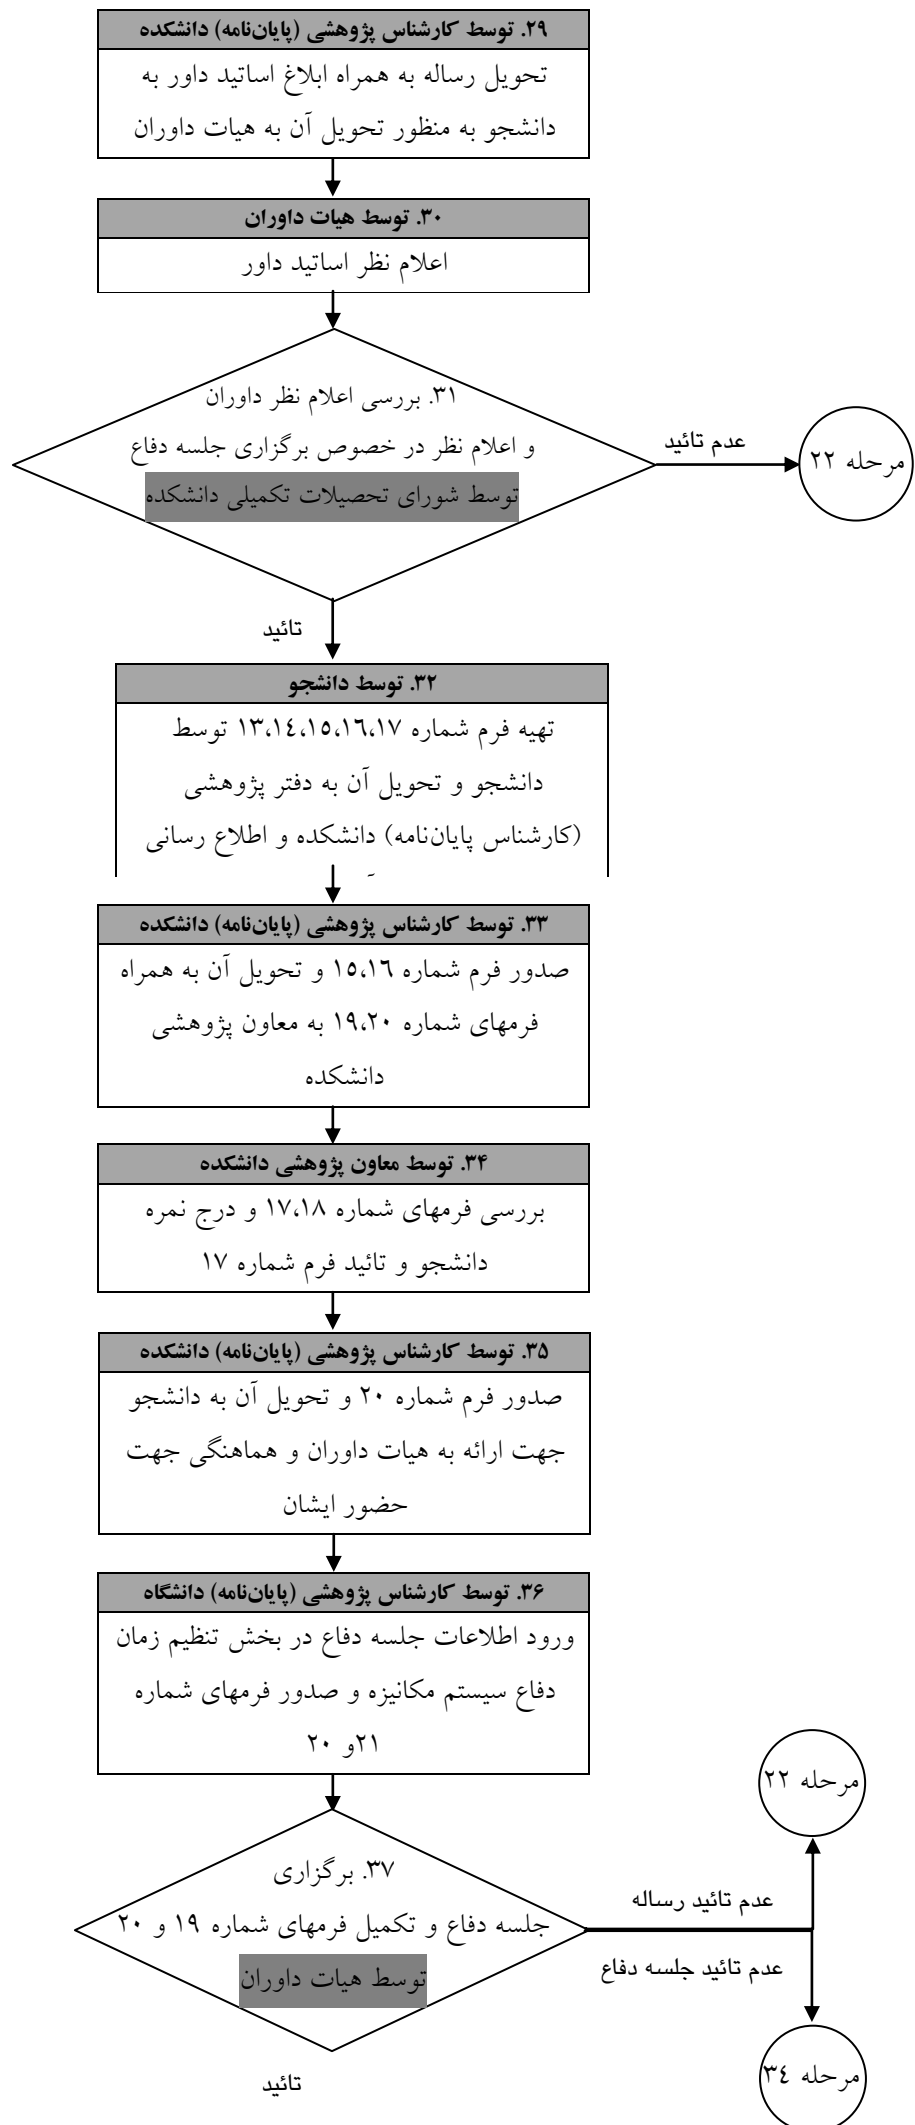 ۲۹. توسط کارشناس پژوهشی (پایان‌نامه) دانشکده
تحویل رساله به همراه ابلاغ اساتید داور به
دانشجو به منظور تحویل آن به هیات داوران
۳۰. توسط هیات داوران
اعلام نظر اساتید داور
۳۱. بررسی اعلام نظر داوران
و اعلام نظر در خصوص برگزاری جلسه دفاع
توسط شورای تحصیلات تکمیلی دانشکده
عدم تائید
مرحله ۲۲
تائید
۳۲. توسط دانشجو
تهیه فرم شماره ۱۳،۱٤،۱٥،۱٦،۱۷ توسط
دانشجو و تحویل آن به دفتر پژوهشی
(کارشناس پایان‌نامه) دانشکده و اطلاع رسانی
۳۳. توسط کارشناس پژوهشی (پایان‌نامه) دانشکده
صدور فرم شماره ۱٥،۱٦ و تحویل آن به همراه
فرمهای شماره ۱۹،۲۰ به معاون پژوهشی
دانشکده
۳۴. توسط معاون پژوهشی دانشکده
بررسی فرمهای شماره ۱۷،۱۸ و درج نمره
دانشجو و تائید فرم شماره ۱۷
۳۵. توسط کارشناس پژوهشی (پایان‌نامه) دانشکده
صدور فرم شماره ۲۰ و تحویل آن به دانشجو
جهت ارائه به هیات داوران و هماهنگی جهت
حضور ایشان
۳۶. توسط کارشناس پژوهشی (پایان‌نامه) دانشگاه
ورود اطلاعات جلسه دفاع در بخش تنظیم زمان
دفاع سیستم مکانیزه و صدور فرمهای شماره
۲۱و ۲۰
مرحله ۲۲
۳۷. برگزاری
جلسه دفاع و تکمیل فرمهای شماره ۱۹ و ۲۰
توسط هیات داوران
عدم تائید رساله
عدم تائید جلسه دفاع
مرحله ۳٤
تائید